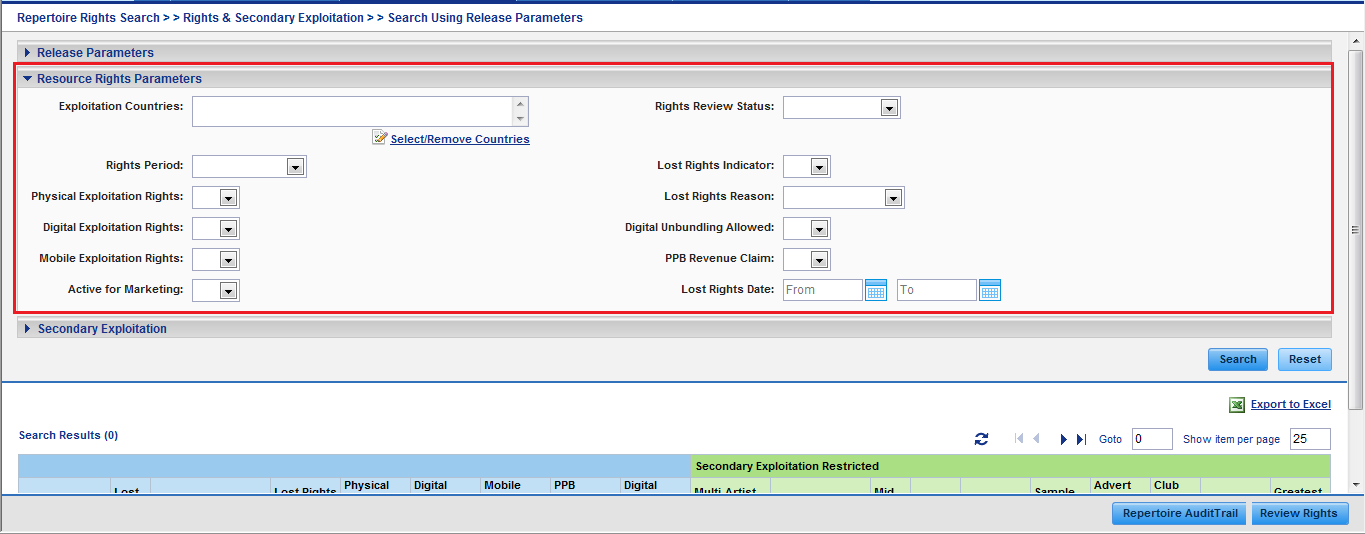 Repertoire Rights Search > > Rights & Secondary Exploitation > > Search Using Release Parameters
Release Parameters
Resource Rights Parameters
Exploitation Countries:
Rights Review Status:
Select/Remove Countries
Rights Period:
Lost Rights Indicator:
Physical Exploitation Rights:
Lost Rights Reason:
Digital Exploitation Rights:
Digital Unbundling Allowed:
Mobile Exploitation Rights:
PPB Revenue Claim:
Active for Marketing:
Lost Rights Date: From To
Secondary Exploitation
Search Reset
Export to Excel
Search Results (0)
Goto 0 Show item per page 25
Secondary Exploitation Restricted
Lost Lost Rights Physical Digital Mobile PPB Digital Multi Artist Mid Sample Advert Club Greatest
Repertoire AuditTrail Review Rights